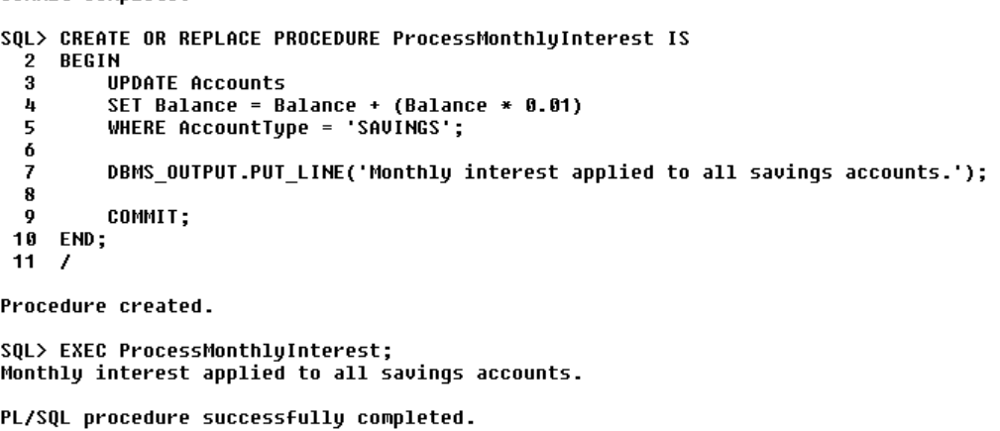 SQL> CREATE OR REPLACE PROCEDURE ProcessMonthlyInterest IS
  2  BEGIN
  3      UPDATE Accounts
  4      SET Balance = Balance + (Balance * 0.01)
  5      WHERE AccountType = 'SAVINGS';
  6
  7      DBMS_OUTPUT.PUT_LINE('Monthly interest applied to all savings accounts.');
  8
  9      COMMIT;
 10  END;
 11  /
Procedure created.
SQL> EXEC ProcessMonthlyInterest;
Monthly interest applied to all savings accounts.
PL/SQL procedure successfully completed.